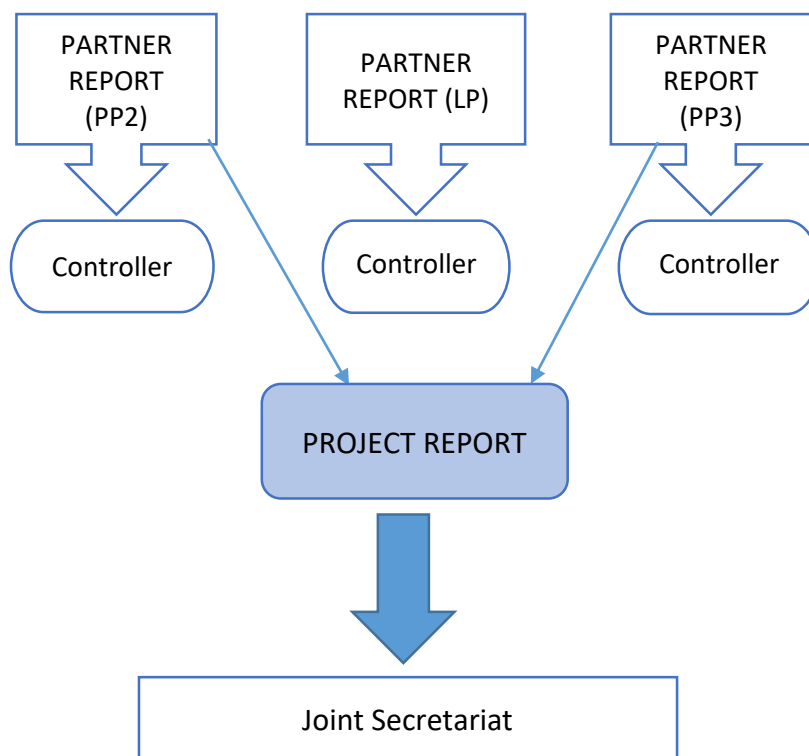 PARTNER
REPORT
(PP2)
PARTNER
REPORT (LP)
PARTNER
REPORT
(PP3)
Controller
Controller
Controller
PROJECT REPORT
Joint Secretariat